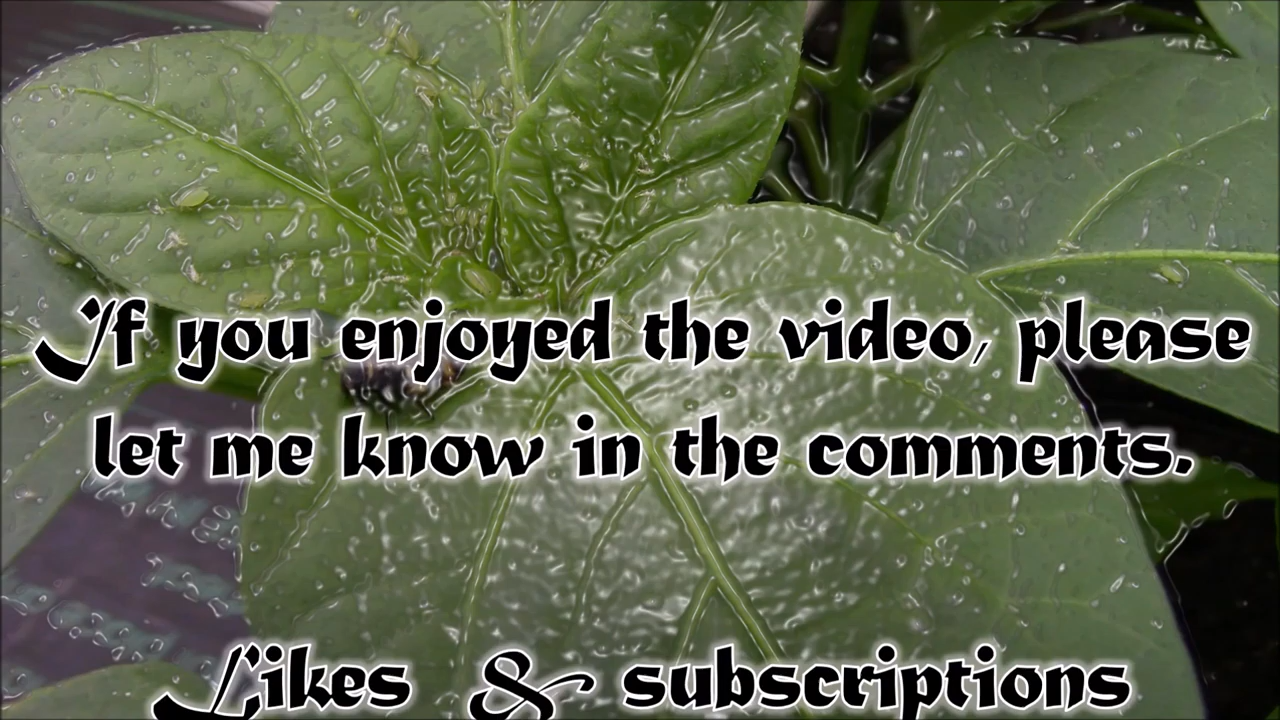 If you enjoyed the video, please
let me know in the comments.
Likes & subscriptions